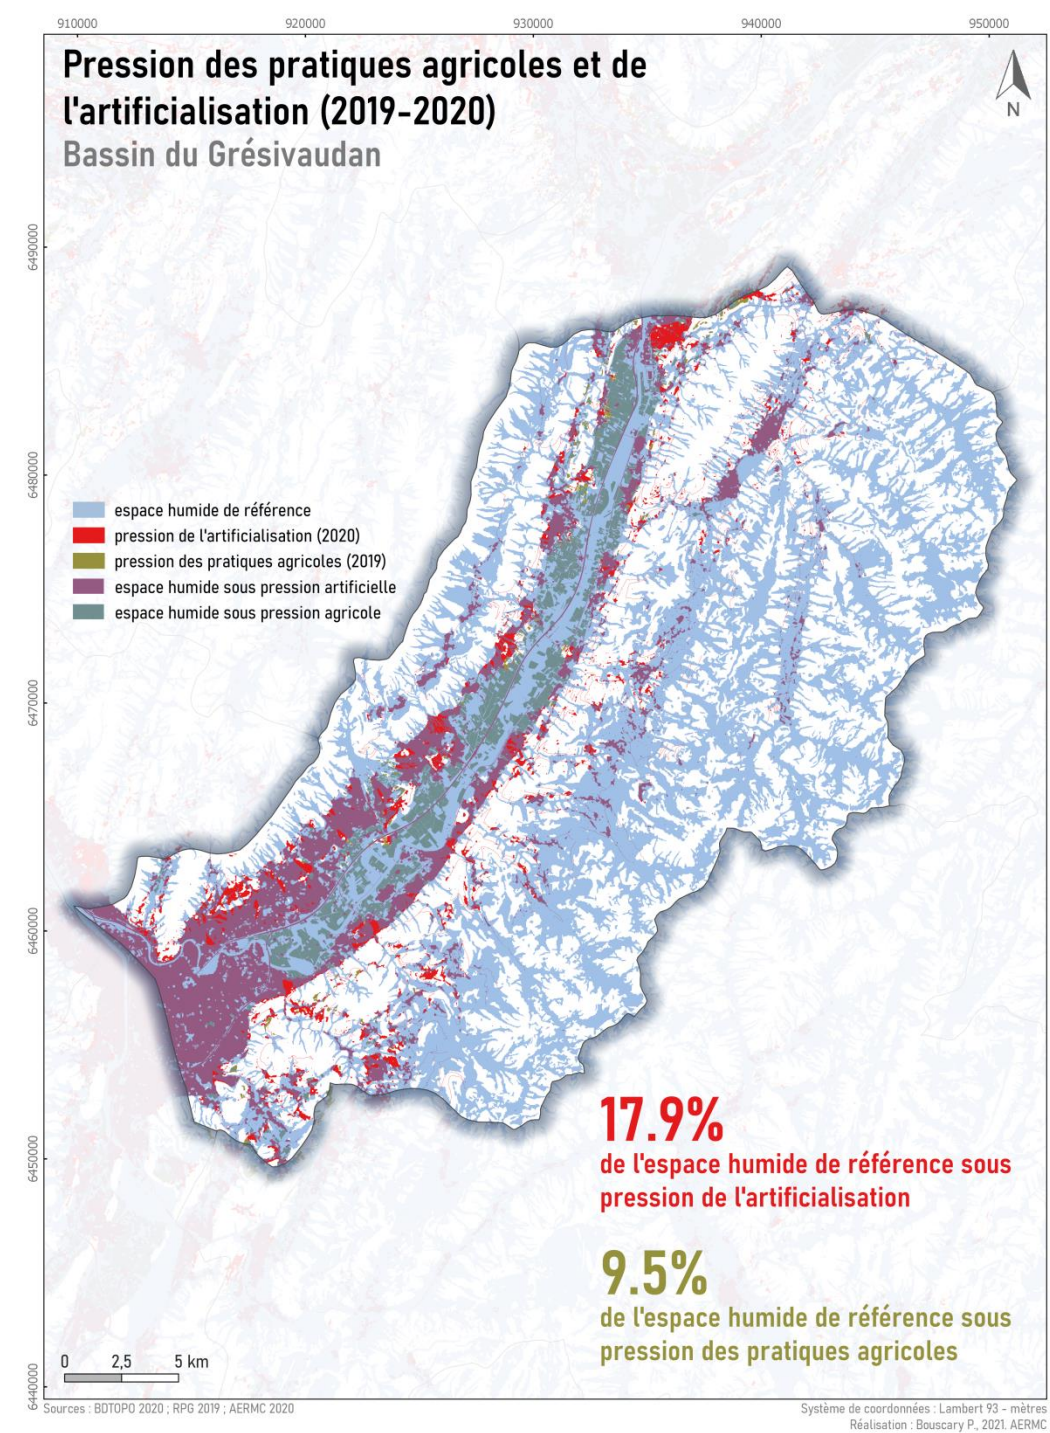 910000
920000
930000
940000
950000
Pression des pratiques agricoles et de
l'artificialisation (2019-2020)
Bassin du Grésivaudan
N
6490000
6480000
6470000
6460000
6450000
6440000
espace humide de référence
pression de l'artificialisation (2020)
pression des pratiques agricoles (2019)
espace humide sous pression artificielle
espace humide sous pression agricole
17.9%
de l'espace humide de référence sous
pression de l'artificialisation
9.5%
de l'espace humide de référence sous
pression des pratiques agricoles
0 2,5 5 km
Sources : BDTOPO 2020 ; RPG 2019 ; AERMC 2020
Système de coordonnées : Lambert 93 - mètres
Réalisation : Bouscary P., 2021. AERMC